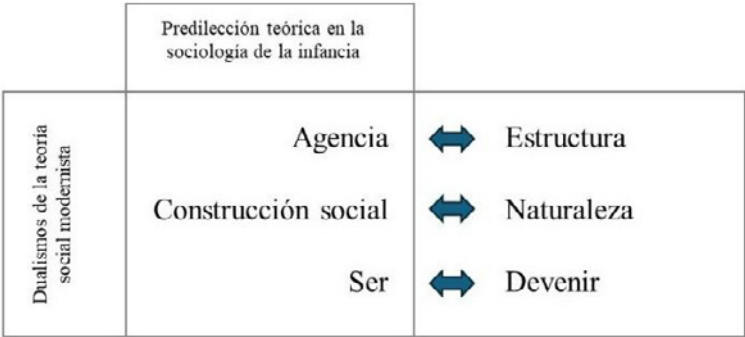 Predilección teórica en la
sociología de la infancia
Dualismos de la teoría
social modernista
Agencia Estructura
Construcción social Naturaleza
Ser Devenir